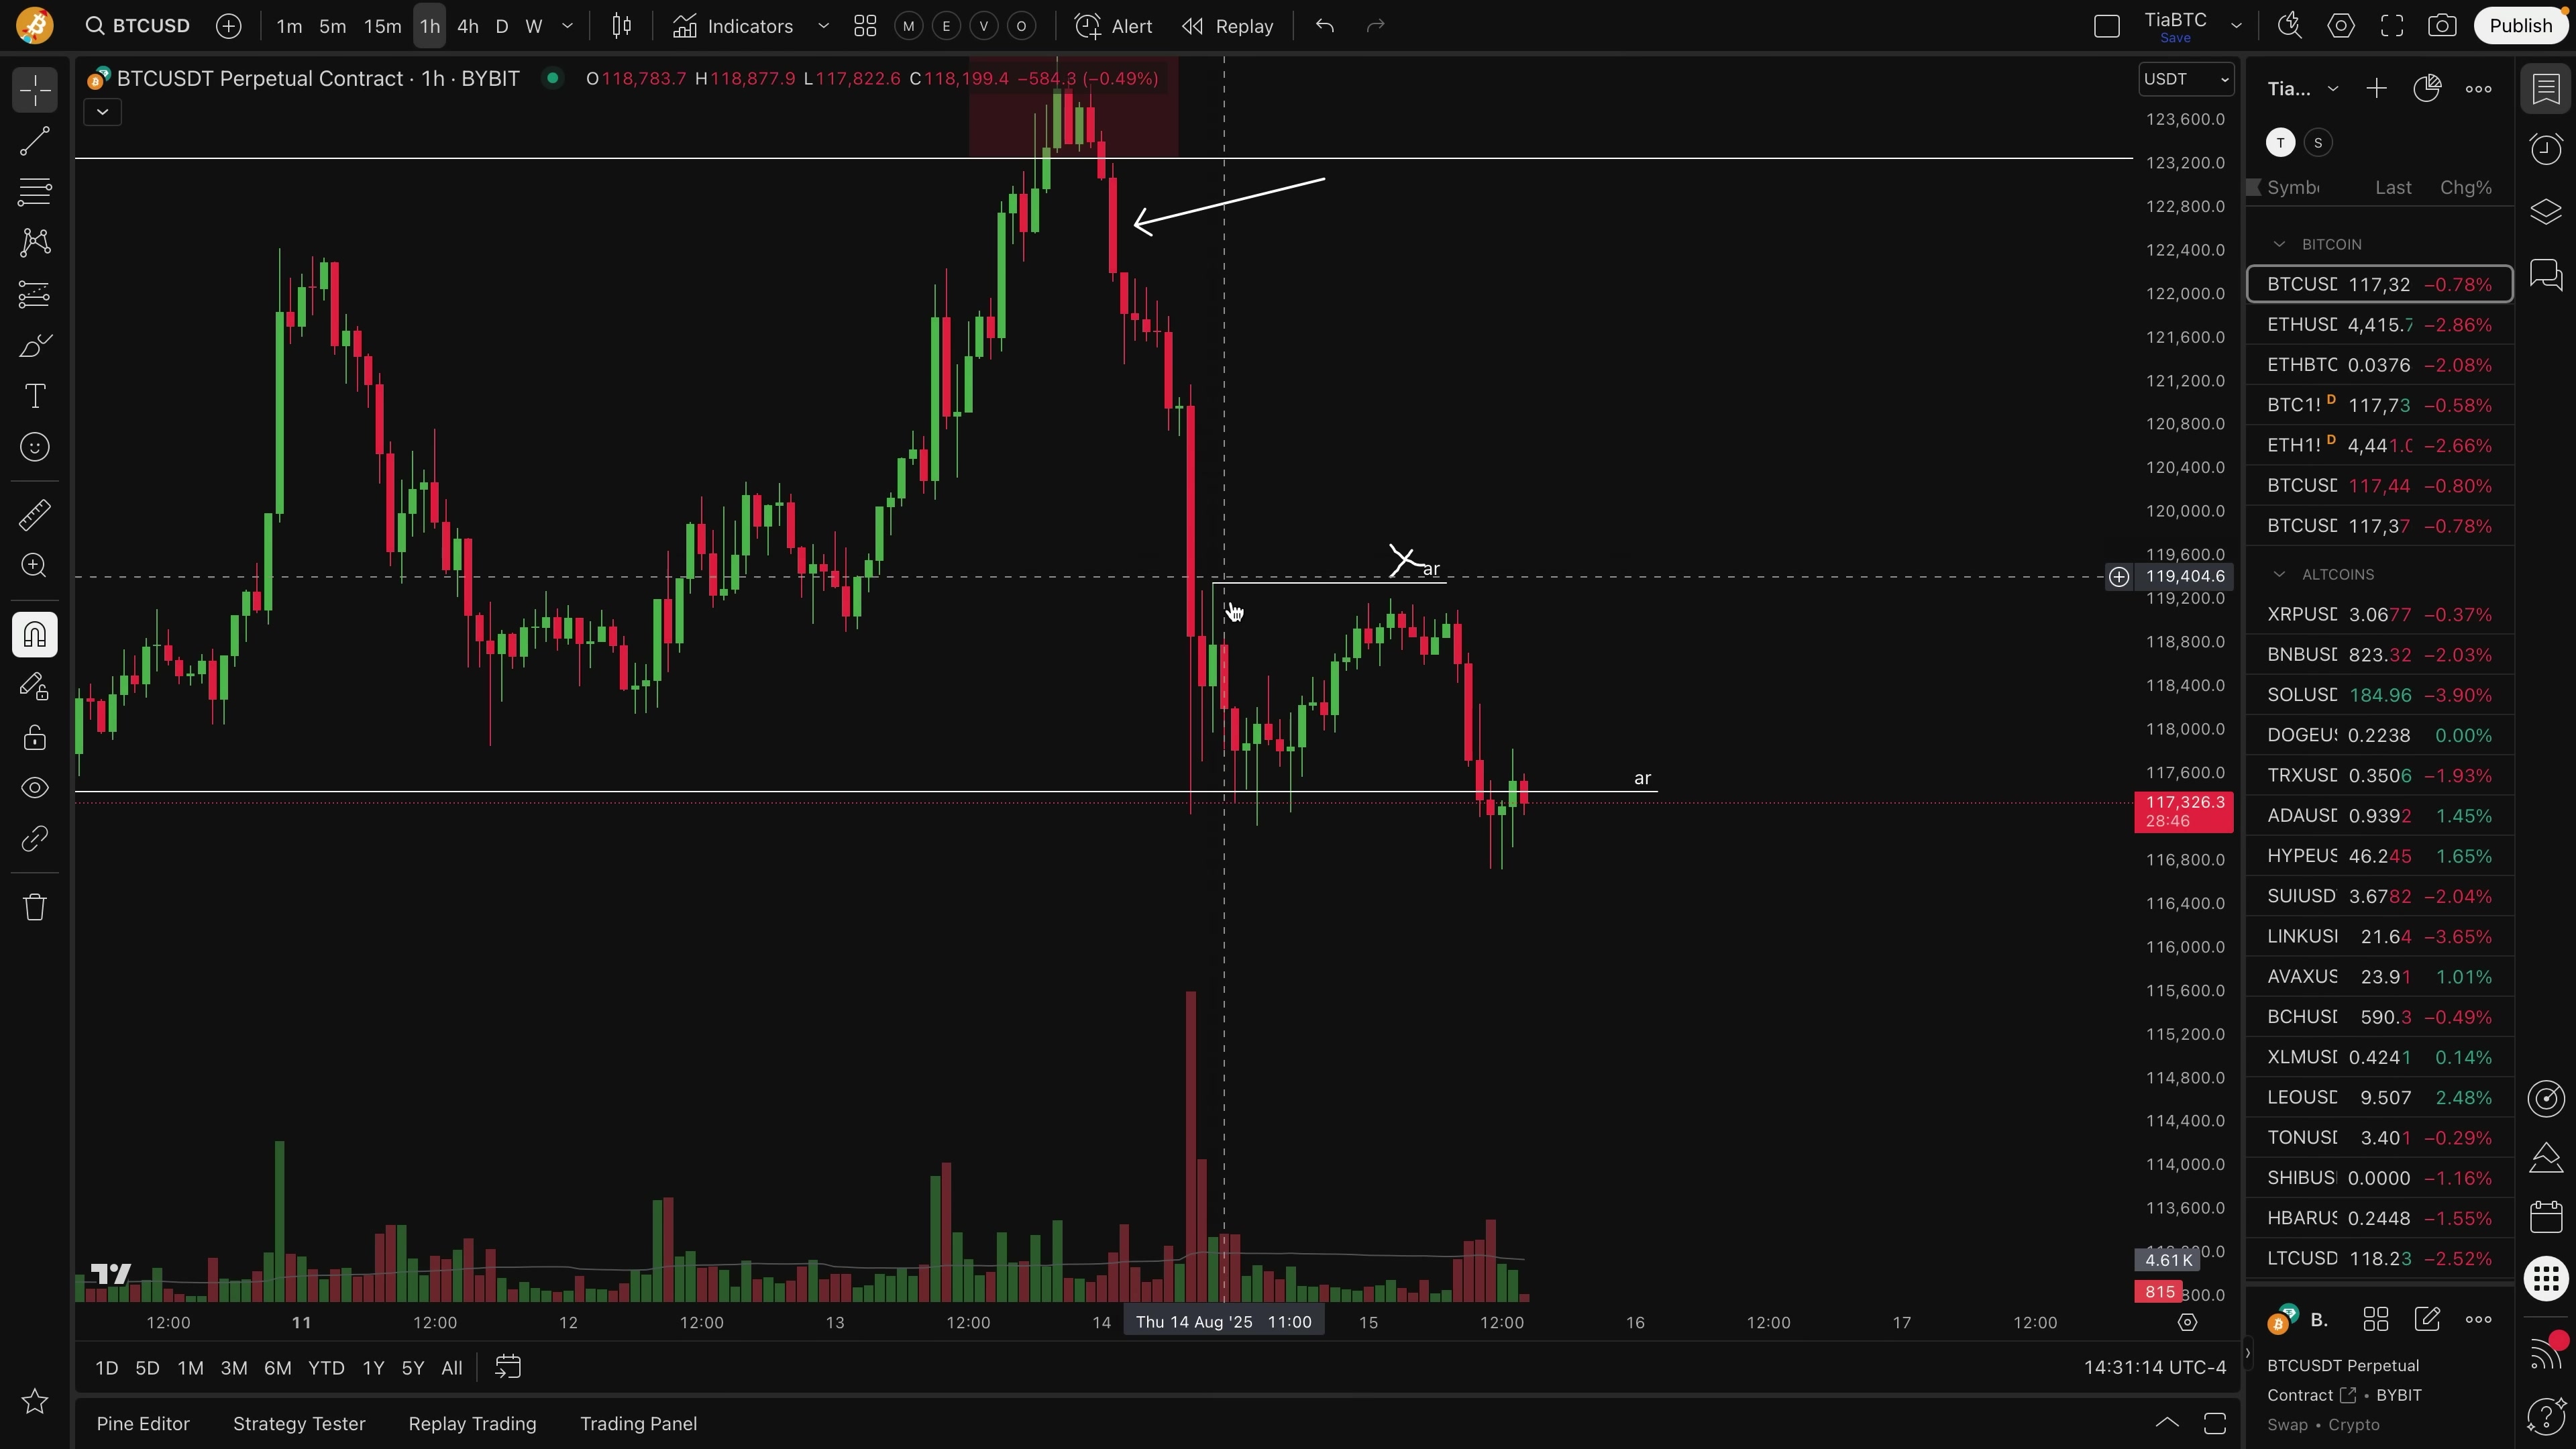 BTCUSD 1m 5m 15m 1h 4h D W Indicators M E V O Alert Replay TiaBTC Save Publish
BTCUSDT Perpetual Contract · 1h · BYBIT O118,783.7 H118,877.9 L117,822.6 C118,199.4 −584.3 (−0.49%)
USDT
123,600.0
123,200.0
122,800.0
122,400.0
122,000.0
121,600.0
121,200.0
120,800.0
120,400.0
120,000.0
119,600.0
119,404.6
119,200.0
118,800.0
118,400.0
118,000.0
117,600.0
117,326.3
28:46
116,800.0
116,400.0
116,000.0
115,600.0
115,200.0
114,800.0
114,400.0
114,000.0
113,600.0
4.61K
815
ar
ar
12:00 11 12:00 12 12:00 13 12:00 14 Thu 14 Aug '25 11:00 15 12:00 16 12:00 17 12:00
1D 5D 1M 3M 6M YTD 1Y 5Y All 14:31:14 UTC-4
Pine Editor Strategy Tester Replay Trading Trading Panel
Tia...
T S
Symb Last Chg%
BITCOIN
BTCUSD 117,32 −0.78%
ETHUSD 4,415.7 −2.86%
ETHBTC 0.0376 −2.08%
BTC1! D 117,73 −0.58%
ETH1! D 4,441.0 −2.66%
BTCUSD 117,44 −0.80%
BTCUSD 117,37 −0.78%
ALTCOINS
XRPUSD 3.0677 −0.37%
BNBUSD 823.32 −2.03%
SOLUSD 184.96 −3.90%
DOGEUS 0.2238 0.00%
TRXUSD 0.3506 −1.93%
ADAUSD 0.9392 1.45%
HYPEUS 46.245 1.65%
SUIUSD 3.6782 −2.04%
LINKUS 21.64 −3.65%
AVAXUS 23.91 1.01%
BCHUSD 590.3 −0.49%
XLMUSD 0.4241 0.14%
LEOUSD 9.507 2.48%
TONUSD 3.401 −0.29%
SHIBUS 0.0000 −1.16%
HBARUS 0.2448 −1.55%
LTCUSD 118.23 −2.52%
B.
BTCUSDT Perpetual
Contract • BYBIT
Swap • Crypto